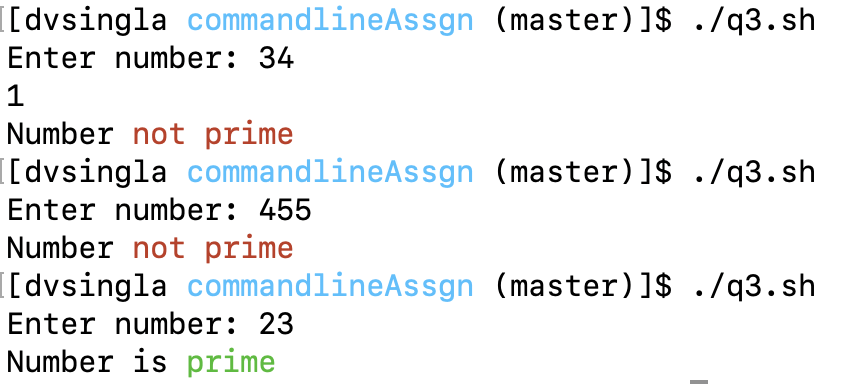 [[dvsingla commandlineAssgn (master)]$ ./q3.sh
Enter number: 34
1
Number not prime
[[dvsingla commandlineAssgn (master)]$ ./q3.sh
Enter number: 455
Number not prime
[[dvsingla commandlineAssgn (master)]$ ./q3.sh
Enter number: 23
Number is prime